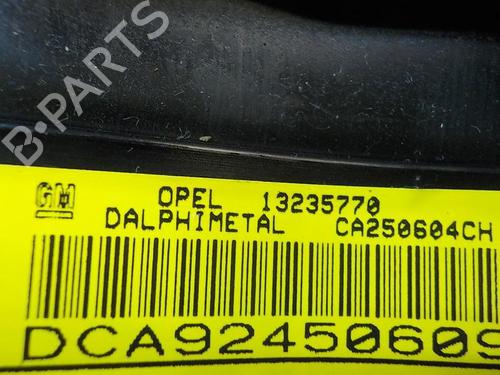 B-PARTS
GM OPEL 13235770
DALPHIMETAL CA250604CH
DCA92450609